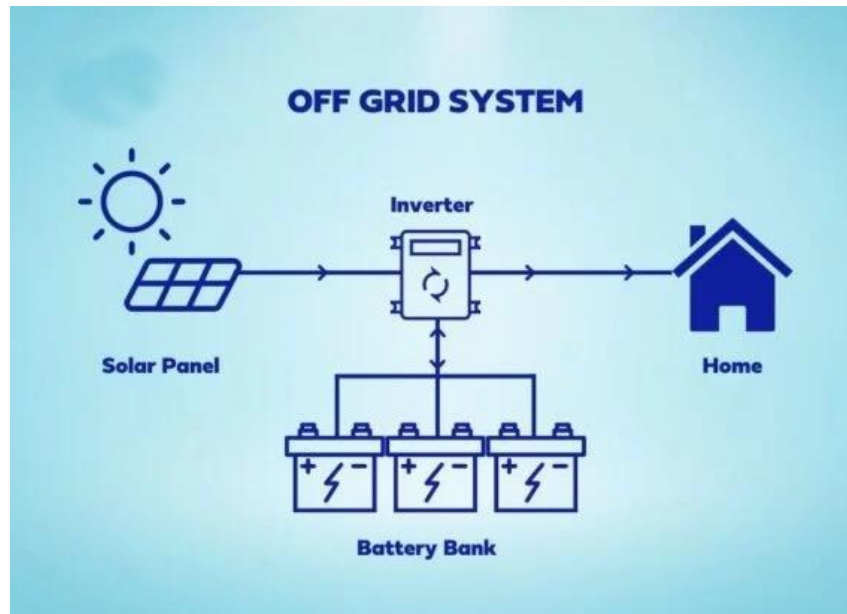 OFF GRID SYSTEM
Inverter
Solar Panel
Home
+ -
+ -
+ -
Battery Bank